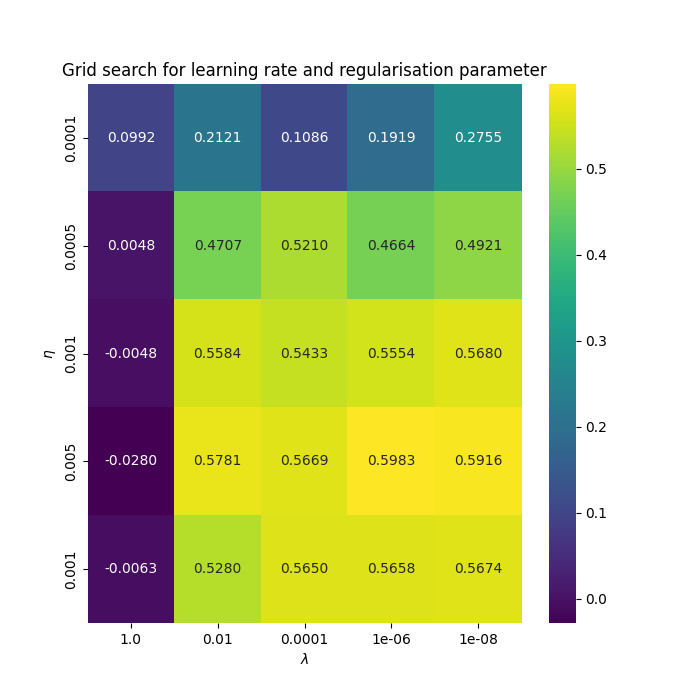 Grid search for learning rate and regularisation parameter
0.0001 0.0992 0.2121 0.1086 0.1919 0.2755
0.0005 0.0048 0.4707 0.5210 0.4664 0.4921
0.001 -0.0048 0.5584 0.5433 0.5554 0.5680
0.005 -0.0280 0.5781 0.5669 0.5983 0.5916
0.001 -0.0063 0.5280 0.5650 0.5658 0.5674
η
1.0 0.01 0.0001 1e-06 1e-08
λ
0.5
0.4
0.3
0.2
0.1
0.0